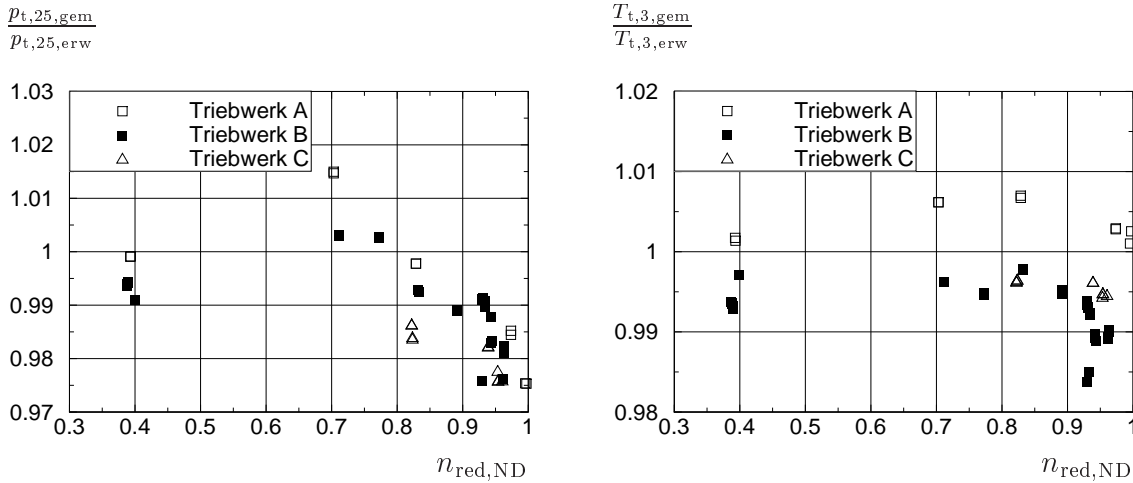 p_t,25,gem
p_t,25,erw
1.03
1.02
1.01
1
0.99
0.98
0.97
0.3 0.4 0.5 0.6 0.7 0.8 0.9 1
Triebwerk A
Triebwerk B
Triebwerk C
n_red,ND
T_t,3,gem
T_t,3,erw
1.02
1.01
1
0.99
0.98
0.3 0.4 0.5 0.6 0.7 0.8 0.9 1
Triebwerk A
Triebwerk B
Triebwerk C
n_red,ND